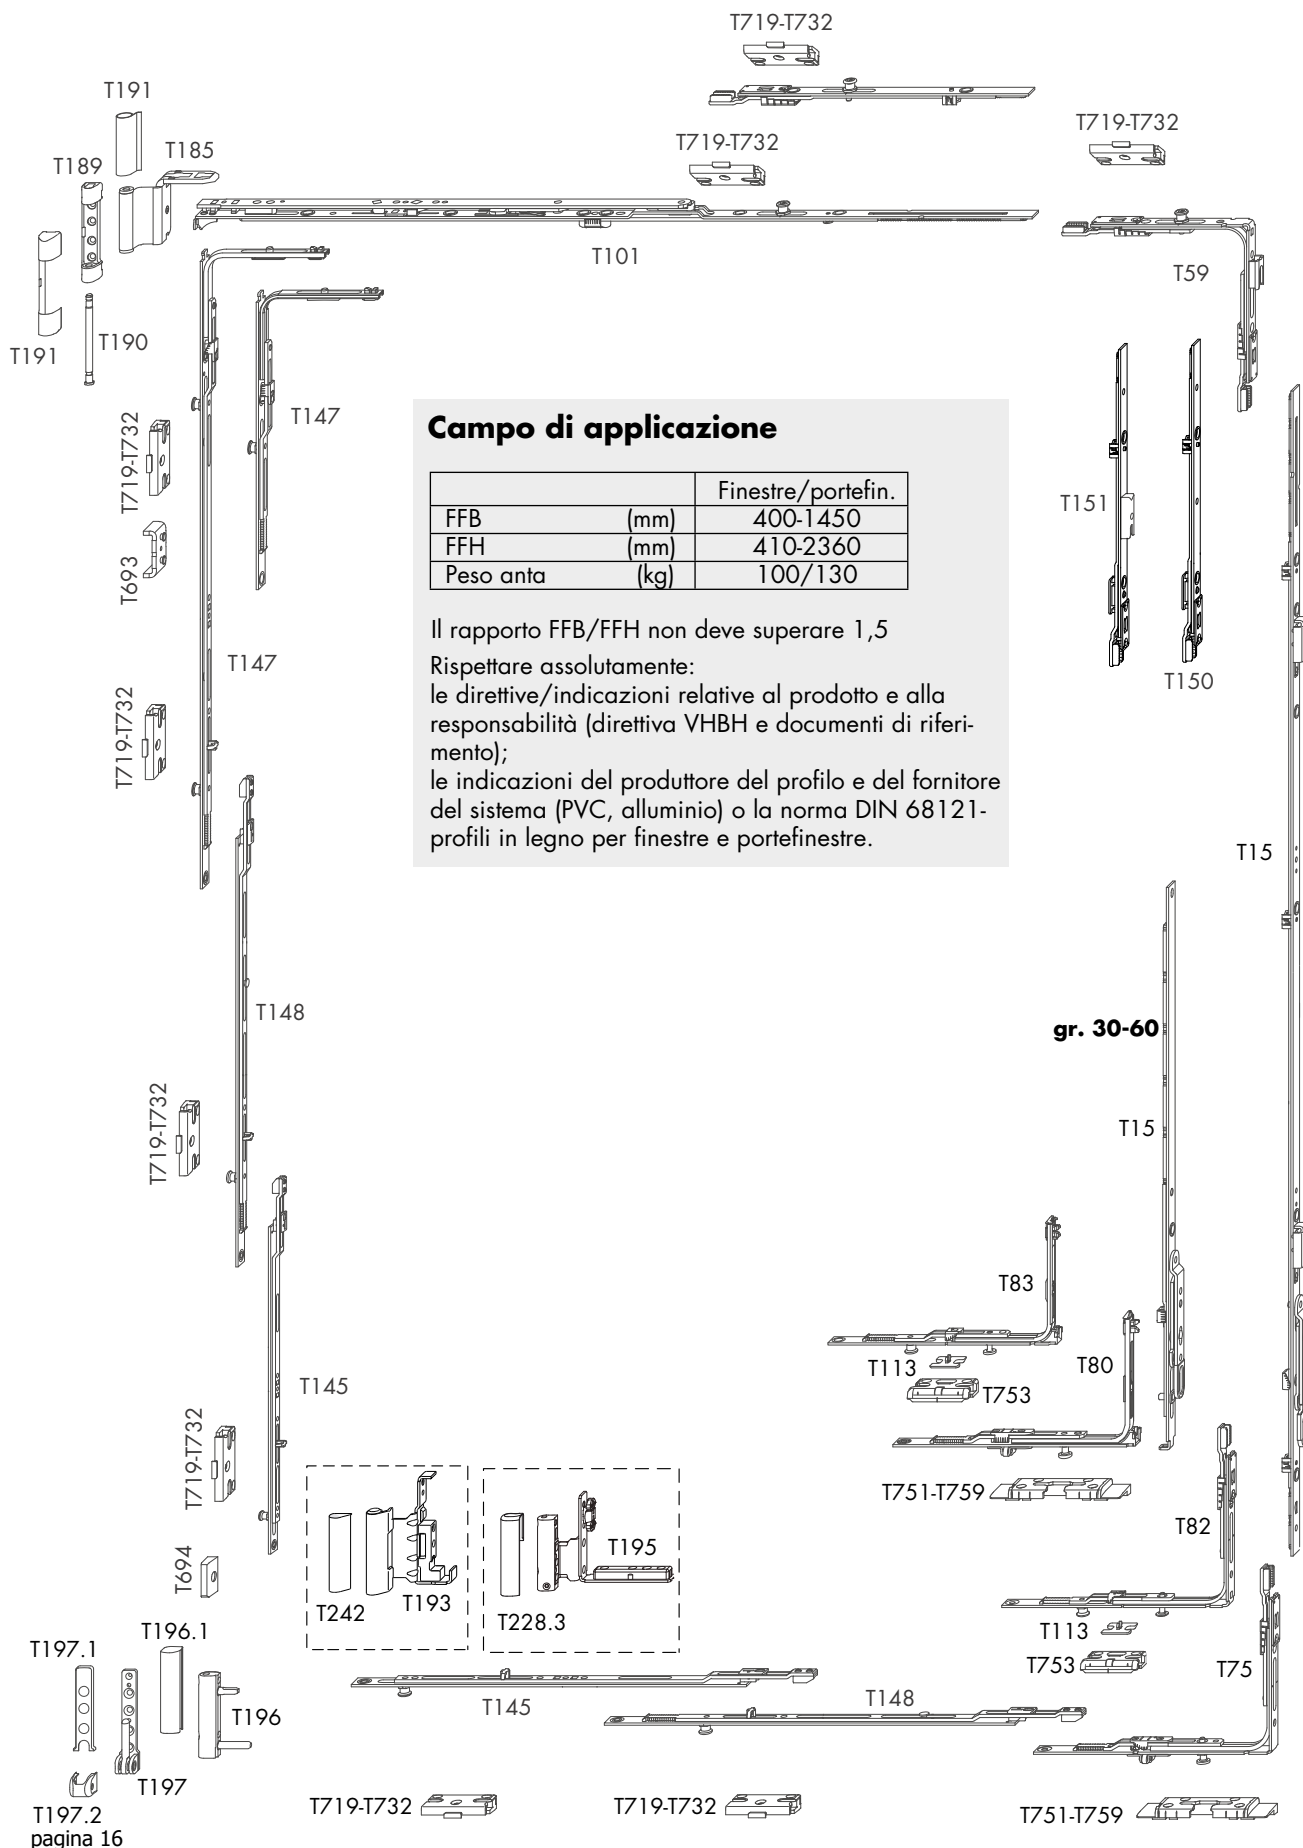 T719-T732
T191
T719-T732
T719-T732
T189
T185
T101
T59
T191
T190
T147
T719-T732
T693
Campo di applicazione
Finestre/portefin.
FFB (mm) 400-1450
FFH (mm) 410-2360
Peso anta (kg) 100/130
Il rapporto FFB/FFH non deve superare 1,5
Rispettare assolutamente:
le direttive/indicazioni relative al prodotto e alla
responsabilità (direttiva VHBH e documenti di riferi-
mento);
le indicazioni del produttore del profilo e del fornitore
del sistema (PVC, alluminio) o la norma DIN 68121-
profili in legno per finestre e portefinestre.
T151
T150
T147
T719-T732
T15
T148
gr. 30-60
T719-T732
T15
T83
T113
T80
T753
T145
T719-T732
T751-T759
T82
T694
T242
T193
T195
T228.3
T113
T753
T75
T197.1
T196.1
T196
T145
T148
T197
T197.2
T719-T732
T719-T732
T751-T759
pagina 16